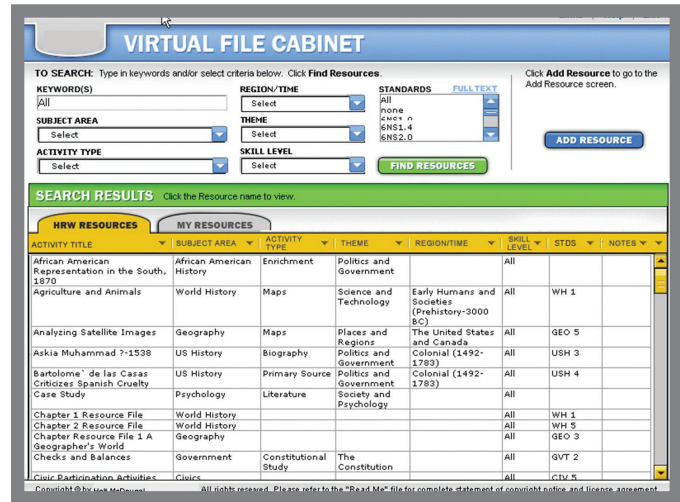 VIRTUAL FILE CABINET
TO SEARCH: Type in keywords and/or select criteria below. Click Find Resources.
Click Add Resource to go to the
Add Resource screen.
KEYWORD(S)
All
REGION/TIME
Select
STANDARDS FULL TEXT
All
none
6NS1.4
6NS2.0
SUBJECT AREA
Select
THEME
Select
ACTIVITY TYPE
Select
SKILL LEVEL
Select
FIND RESOURCES
ADD RESOURCE
SEARCH RESULTS Click the Resource name to view.
HRW RESOURCES MY RESOURCES
ACTIVITY TITLE SUBJECT AREA ACTIVITY TYPE THEME REGION/TIME SKILL LEVEL STDS NOTES
African American Representation in the South, 1870 African American History Enrichment Politics and Government All
Agriculture and Animals World History Maps Science and Technology Early Humans and Societies (Prehistory-3000 BC) All WH 1
Analyzing Satellite Images Geography Maps Places and Regions The United States and Canada All GEO 5
Askia Muhammad ?-1538 US History Biography Politics and Government Colonial (1492-1783) All USH 3
Bartolome` de las Casas Criticizes Spanish Cruelty US History Primary Source Politics and Government Colonial (1492-1783) All USH 4
Case Study Psychology Literature Society and Psychology All
Chapter 1 Resource File World History All WH 1
Chapter 2 Resource File World History All WH 5
Chapter Resource File 1 A Geographer's World Geography All GEO 3
Checks and Balances Government Constitutional Study The Constitution All GVT 2
Civic Participation Activities Civics All CIV 5
Copyright © by Holt McDougal All rights reseved. Please refer to the "Read Me" file for complete statement of copyright notice and license agreement